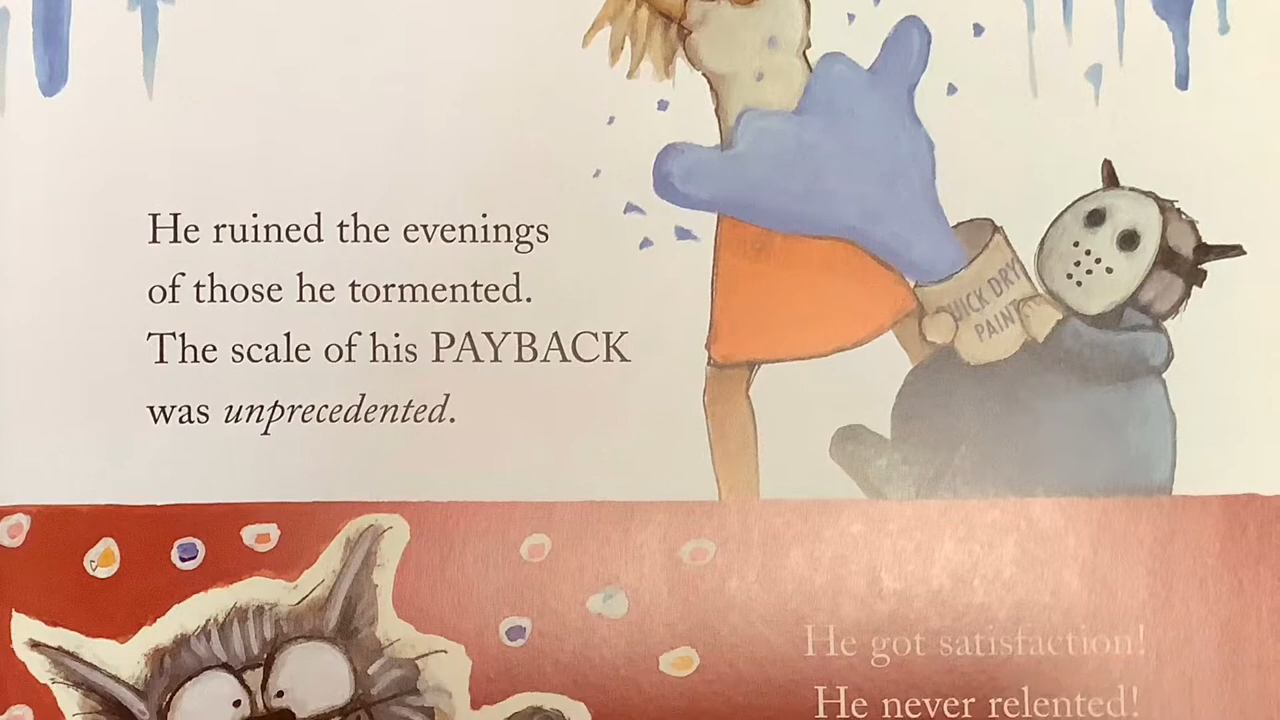 He ruined the evenings
of those he tormented.
The scale of his PAYBACK
was unprecedented.
QUICK DRY
PAINT
He got satisfaction!
He never relented!